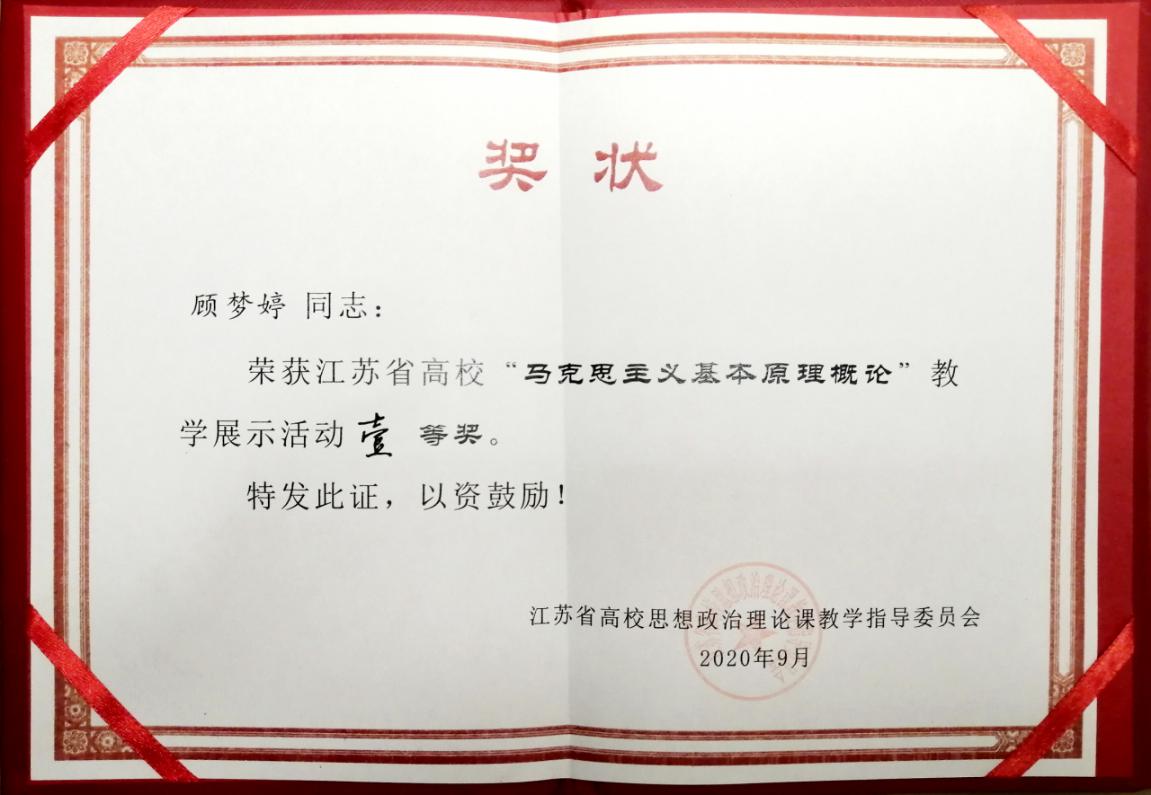 奖 状
顾梦婷 同志：
荣获江苏省高校“马克思主义基本原理概论”教
学展示活动 壹 等奖。
特发此证，以资鼓励！
江苏省高校思想政治理论课教学指导委员会
2020年9月